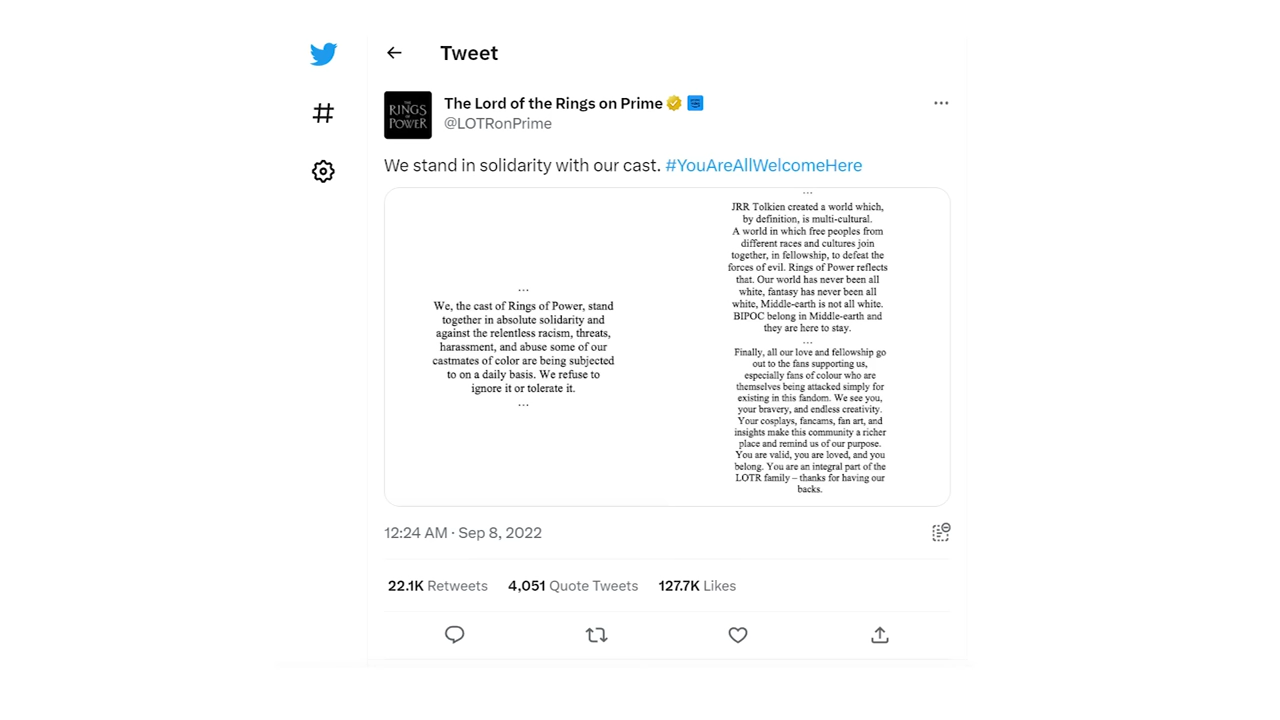 Tweet
THE
RINGS
OF
POWER
The Lord of the Rings on Prime
@LOTRonPrime
We stand in solidarity with our cast. #YouAreAllWelcomeHere
...
We, the cast of Rings of Power, stand
together in absolute solidarity and
against the relentless racism, threats,
harassment, and abuse some of our
castmates of color are being subjected
to on a daily basis. We refuse to
ignore it or tolerate it.
...
...
JRR Tolkien created a world which,
by definition, is multi-cultural.
A world in which free peoples from
different races and cultures join
together, in fellowship, to defeat the
forces of evil. Rings of Power reflects
that. Our world has never been all
white, fantasy has never been all
white, Middle-earth is not all white.
BIPOC belong in Middle-earth and
they are here to stay.
...
Finally, all our love and fellowship go
out to the fans supporting us,
especially fans of colour who are
themselves being attacked simply for
existing in this fandom. We see you,
your bravery, and endless creativity.
Your cosplays, fancams, fan art, and
insights make this community a richer
place and remind us of our purpose.
You are valid, you are loved, and you
belong. You are an integral part of the
LOTR family – thanks for having our
backs.
12:24 AM · Sep 8, 2022
22.1K Retweets 4,051 Quote Tweets 127.7K Likes